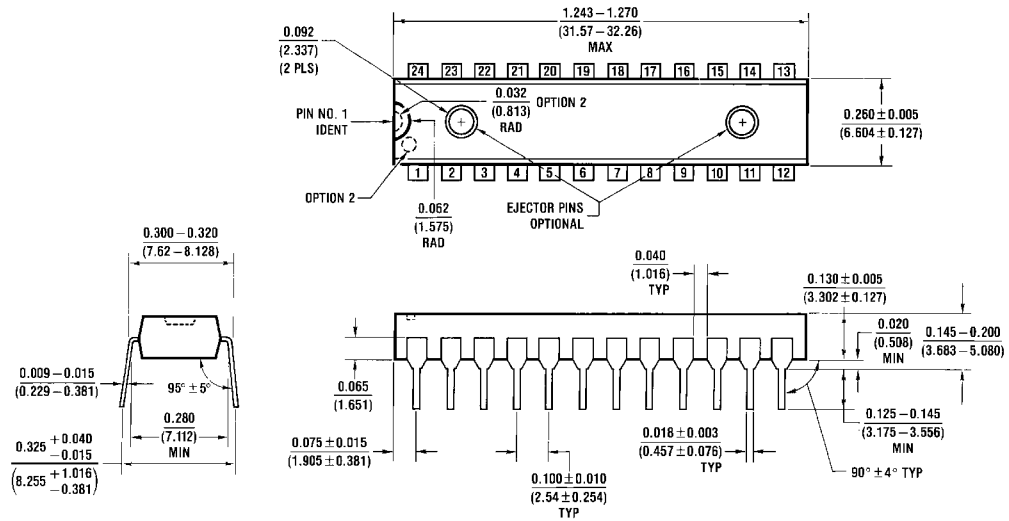 1.243–1.270
(31.57–32.26)
MAX
0.092
(2.337)
(2 PLS)
24 23 22 21 20 19 18 17 16 15 14 13
0.032
(0.813)
RAD
OPTION 2
PIN NO. 1
IDENT
0.260 ± 0.005
(6.604 ± 0.127)
1 2 3 4 5 6 7 8 9 10 11 12
OPTION 2
0.062
(1.575)
RAD
EJECTOR PINS
OPTIONAL
0.300 – 0.320
(7.62 – 8.128)
0.040
(1.016)
TYP
0.130 ± 0.005
(3.302 ± 0.127)
0.020
(0.508)
MIN
0.145 – 0.200
(3.683 – 5.080)
0.009 – 0.015
(0.229 – 0.381)
95° ± 5°
0.280
(7.112)
MIN
0.065
(1.651)
0.125 – 0.145
(3.175 – 3.556)
MIN
0.325 + 0.040
– 0.015
(8.255 + 1.016
– 0.381)
0.075 ± 0.015
(1.905 ± 0.381)
0.018 ± 0.003
(0.457 ± 0.076)
TYP
90° ± 4° TYP
0.100 ± 0.010
(2.54 ± 0.254)
TYP